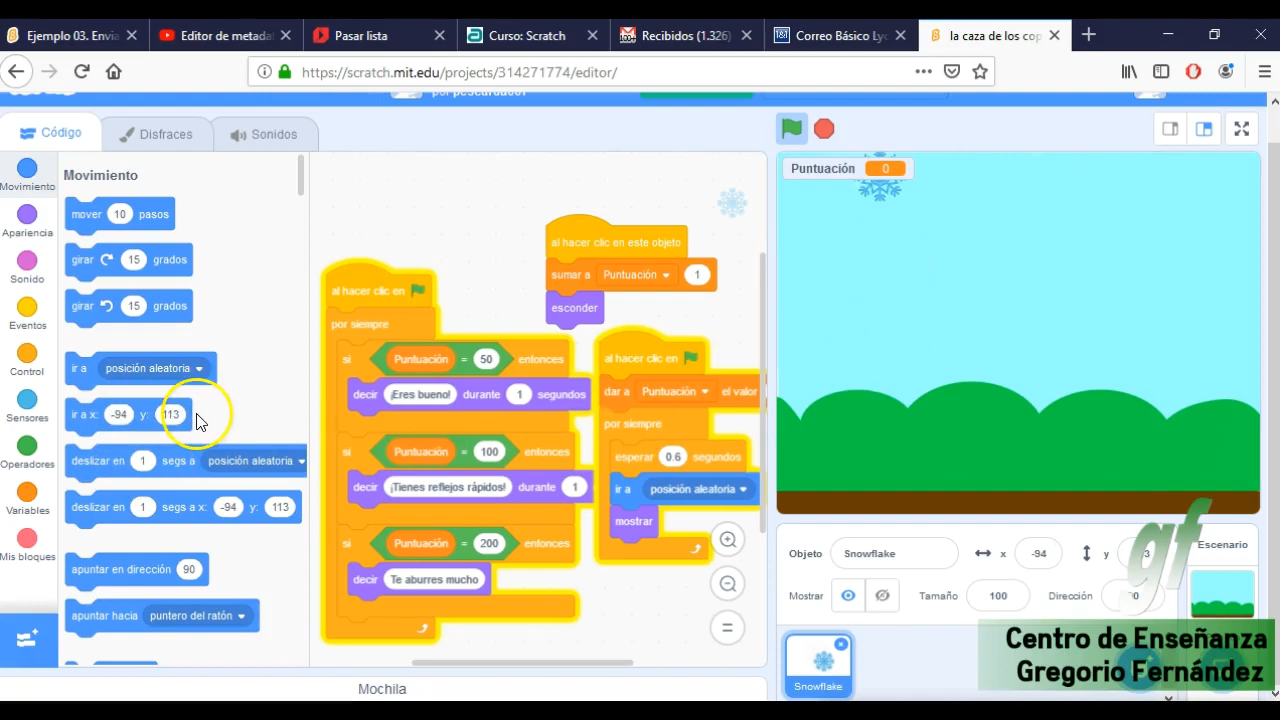 Ejemplo 03. Envia
Editor de metada
Pasar lista
Curso: Scratch
Recibidos (1.326)
Correo Básico Lyc
la caza de los cop
https://scratch.mit.edu/projects/314271774/editor/
Código
Disfraces
Sonidos
Movimiento
Apariencia
Sonido
Eventos
Control
Sensores
Operadores
Variables
Mis bloques
Movimiento
mover 10 pasos
girar 15 grados
girar 15 grados
ir a posición aleatoria
ir a x: -94 y: 113
deslizar en 1 segs a posición aleatoria
deslizar en 1 segs a x: -94 y: 113
apuntar en dirección 90
apuntar hacia puntero del ratón
al hacer clic en este objeto
sumar a Puntuación 1
esconder
al hacer clic en
por siempre
si Puntuación = 50 entonces
decir ¡Eres bueno! durante 1 segundos
si Puntuación = 100 entonces
decir ¡Tienes reflejos rápidos! durante 1
si Puntuación = 200 entonces
decir Te aburres mucho
al hacer clic en
dar a Puntuación el valor
por siempre
esperar 0.6 segundos
ir a posición aleatoria
mostrar
Mochila
Puntuación 0
Objeto Snowflake x -94 y
Mostrar Tamaño 100 Dirección
Snowflake
Escenario
gf
Centro de Enseñanza
Gregorio Fernández